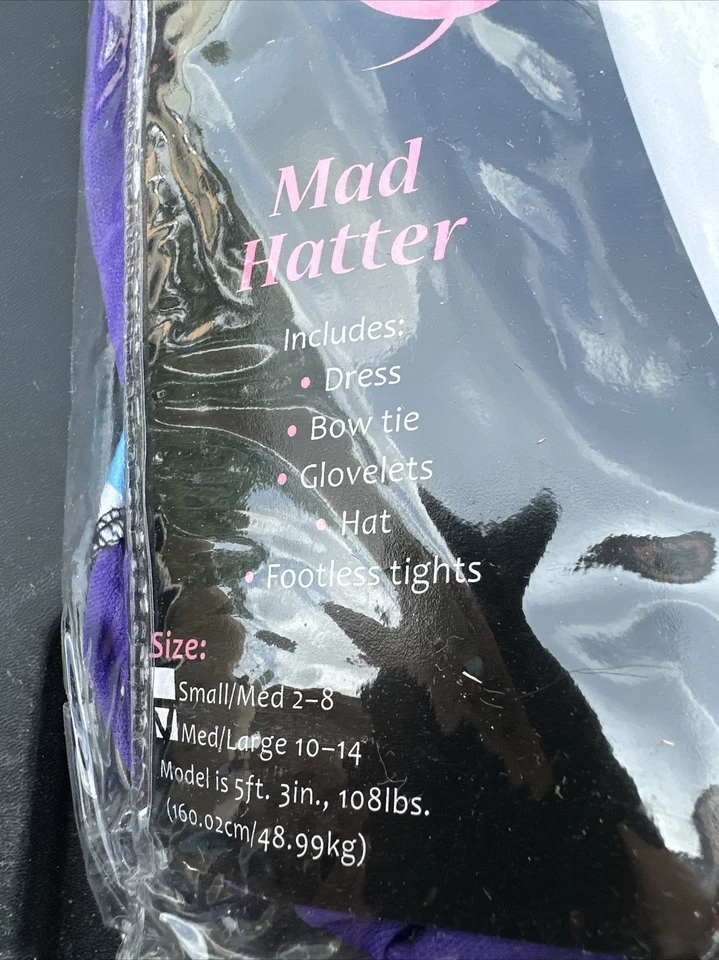 Mad
Hatter
Includes:
• Dress
• Bow tie
• Glovelets
• Hat
• Footless tights
Size:
Small/Med 2–8
Med/Large 10–14
Model is 5ft. 3in., 108lbs.
(160.02cm/48.99kg)